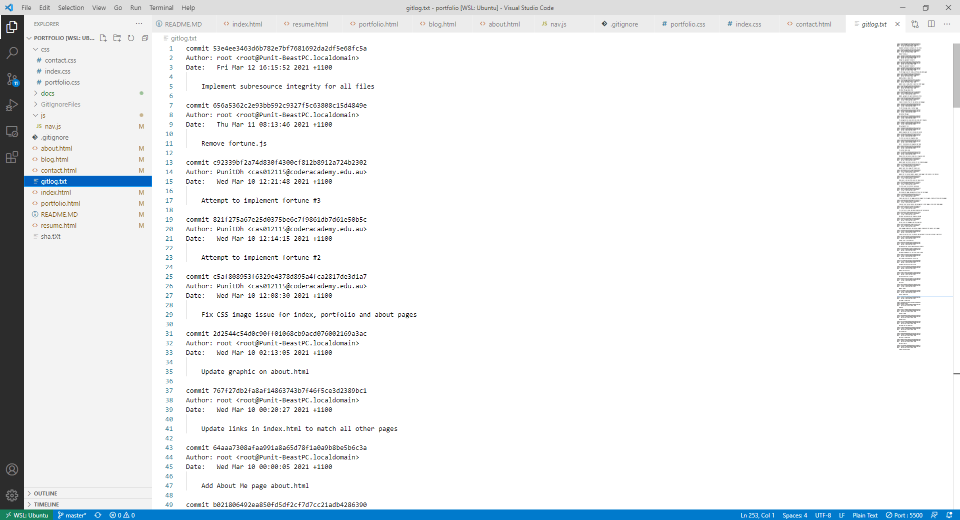 File Edit Selection View Go Run Terminal Help
gitlog.txt - portfolio [WSL: Ubuntu] - Visual Studio Code
EXPLORER
README.MD
index.html
resume.html
portfolio.html
blog.html
about.html
nav.js
.gitignore
portfolio.css
index.css
contact.html
gitlog.txt
PORTFOLIO [WSL: UB...
css
contact.css
index.css
portfolio.css
docs
GitignoreFiles
js
nav.js M
.gitignore
about.html M
blog.html M
contact.html M
gitlog.txt
index.html M
portfolio.html M
README.MD M
resume.html M
sha.tXt
OUTLINE
TIMELINE
gitlog.txt
1 commit 53e4ee3463d6b782e7bf7681692da2df5e68fc5a
2 Author: root <root@Punit-BeastPC.localdomain>
3 Date: Fri Mar 12 16:15:52 2021 +1100
4
5 Implement subresource integrity for all files
6
7 commit 656a5362c2e93bb592c9327f5c63808c15d4849e
8 Author: root <root@Punit-BeastPC.localdomain>
9 Date: Thu Mar 11 08:13:46 2021 +1100
10
11 Remove fortune.js
12
13 commit c92339bf2a74d830f4300cf812b8912a724b2302
14 Author: PunitDh <cas012115@coderacademy.edu.au>
15 Date: Wed Mar 10 12:21:48 2021 +1100
16
17 Attempt to implement fortune #3
18
19 commit 821f275a67e25d0375be6c7f9861db7d61e50b5c
20 Author: PunitDh <cas012115@coderacademy.edu.au>
21 Date: Wed Mar 10 12:14:15 2021 +1100
22
23 Attempt to implement fortune #2
24
25 commit c5af808953f6329e4378d895a4fca2817de3d1a7
26 Author: PunitDh <cas012115@coderacademy.edu.au>
27 Date: Wed Mar 10 12:08:30 2021 +1100
28
29 Fix CSS image issue for index, portfolio and about pages
30
31 commit 2d2544c54d0c90ff01068cb9acd076002169a3ac
32 Author: root <root@Punit-BeastPC.localdomain>
33 Date: Wed Mar 10 02:13:05 2021 +1100
34
35 Update graphic on about.html
36
37 commit 767f27db2fa8af14863743b7f46f5ce3d2389bc1
38 Author: root <root@Punit-BeastPC.localdomain>
39 Date: Wed Mar 10 00:20:27 2021 +1100
40
41 Update links in index.html to match all other pages
42
43 commit 64aaa7308afaa991a8a65d78f1a0a9b8be5b6c3a
44 Author: root <root@Punit-BeastPC.localdomain>
45 Date: Wed Mar 10 00:00:05 2021 +1100
46
47 Add About Me page about.html
48
49 commit b021806492ea850fd5df2cf7d7cc21adb4286390
WSL: Ubuntu master* 0 0 Ln 253, Col 1 Spaces: 4 UTF-8 LF Plain Text Port : 5500